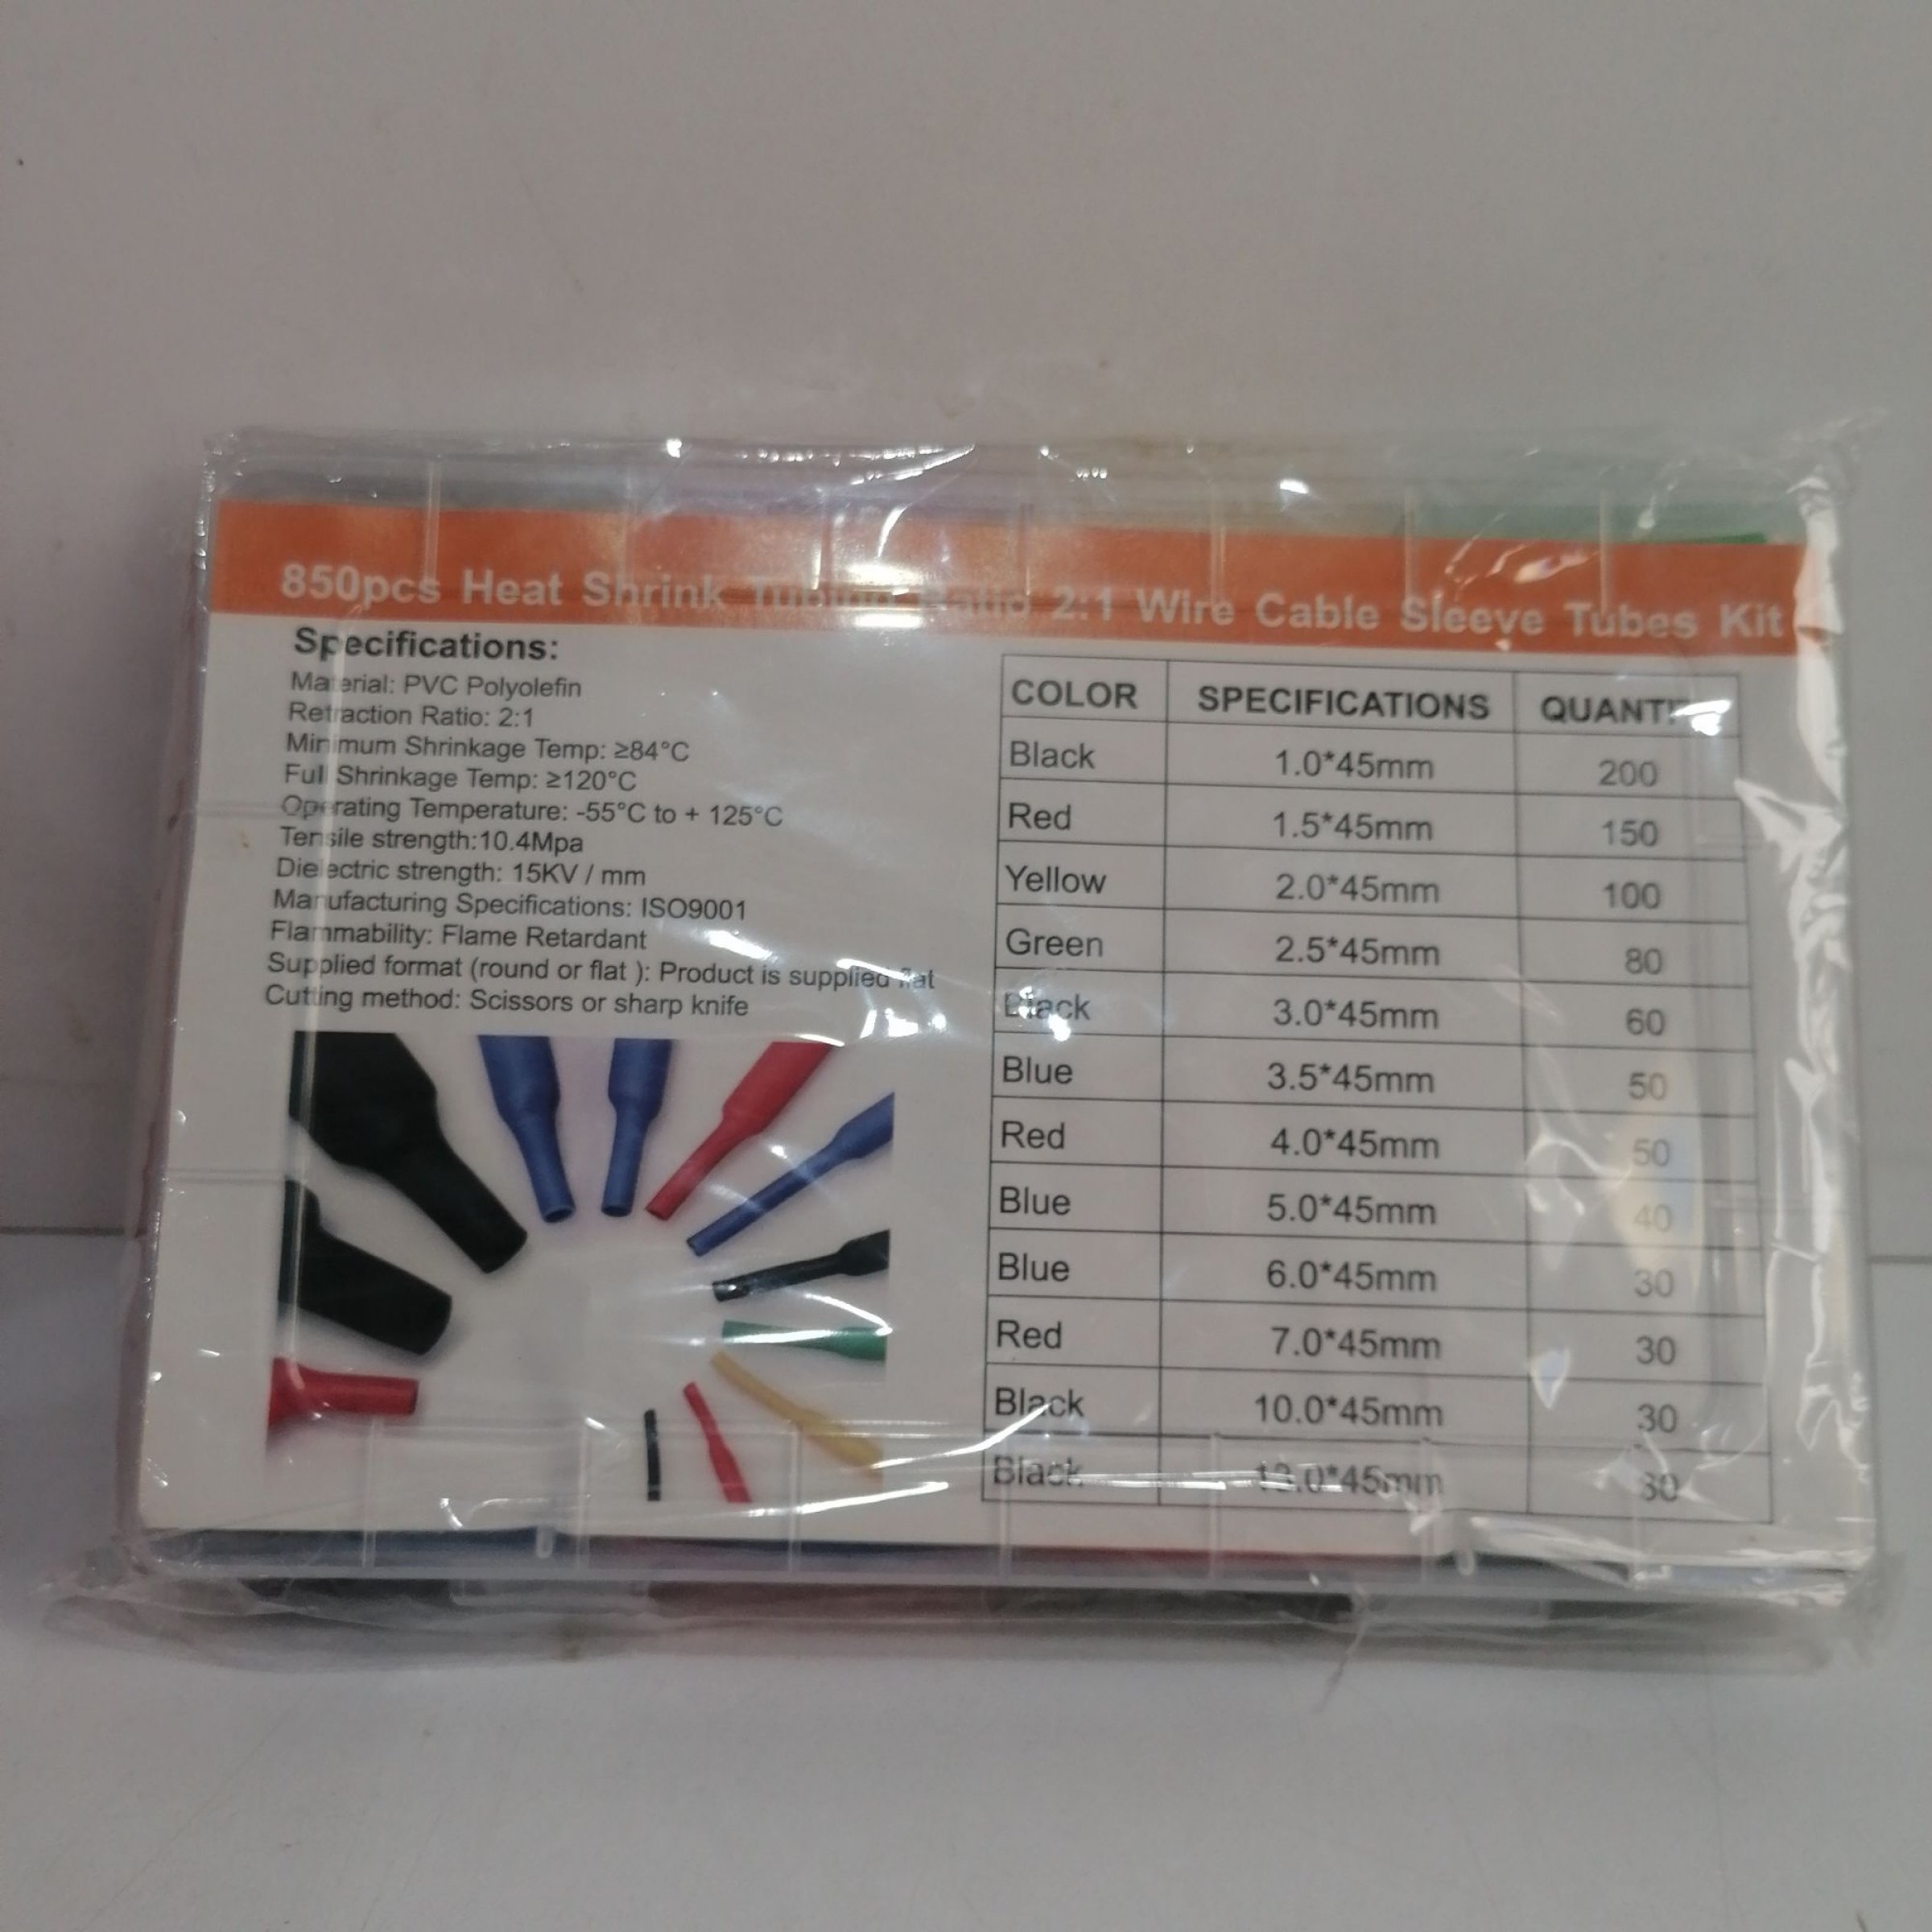 850pcs Heat Shrink Tubing Ratio 2:1 Wire Cable Sleeve Tubes Kit
Specifications:
Material: PVC Polyolefin
Retraction Ratio: 2:1
Minimum Shrinkage Temp: ≥84°C
Full Shrinkage Temp: ≥120°C
Operating Temperature: -55°C to + 125°C
Tensile strength:10.4Mpa
Dielectric strength: 15KV / mm
Manufacturing Specifications: ISO9001
Flammability: Flame Retardant
Supplied format (round or flat ): Product is supplied flat
Cutting method: Scissors or sharp knife
COLOR SPECIFICATIONS
Black 1.0*45mm 200
Red 1.5*45mm 150
Yellow 2.0*45mm 100
Green 2.5*45mm 80
Black 3.0*45mm 60
Blue 3.5*45mm 50
Red 4.0*45mm 50
Blue 5.0*45mm 40
Blue 6.0*45mm 30
Red 7.0*45mm 30
Black 10.0*45mm 30
Black 30